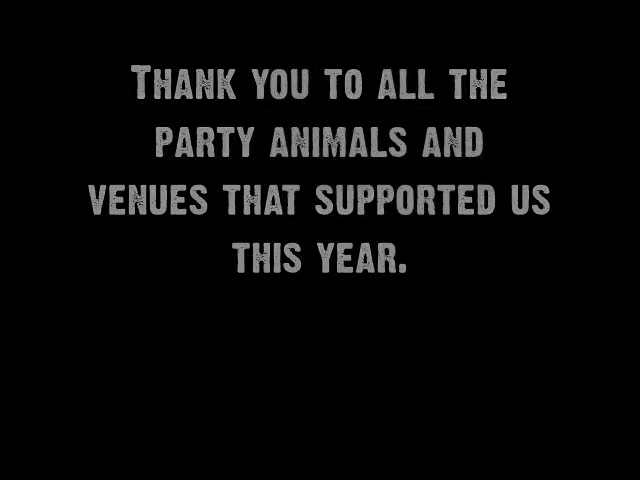 Thank you to all the
party animals and
venues that supported us
this year.